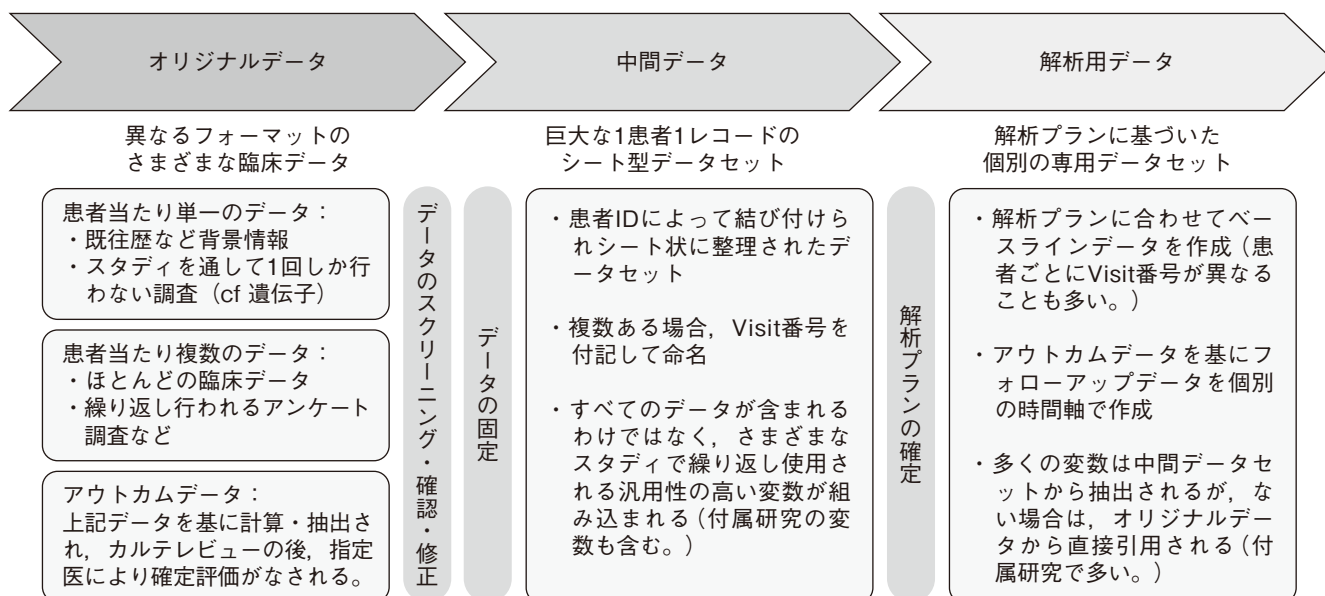 オリジナルデータ
中間データ
解析用データ
異なるフォーマットの
さまざまな臨床データ
巨大な1患者1レコードの
シート型データセット
解析プランに基づいた
個別の専用データセット
患者当たり単一のデータ：
・既往歴など背景情報
・スタディを通して1回しか行
わない調査（cf 遺伝子）
患者当たり複数のデータ：
・ほとんどの臨床データ
・繰り返し行われるアンケート
調査など
アウトカムデータ：
上記データを基に計算・抽出さ
れ，カルテレビューの後，指定
医により確定評価がなされる。
データのスクリーニング・確認・修正
データの固定
・患者IDによって結び付けら
れシート状に整理されたデ
ータセット
・複数ある場合，Visit番号を
付記して命名
・すべてのデータが含まれる
わけではなく，さまざまな
スタディで繰り返し使用さ
れる汎用性の高い変数が組
み込まれる（付属研究の変
数も含む。）
解析プランの確定
・解析プランに合わせてベー
スラインデータを作成（患
者ごとにVisit番号が異なる
ことも多い。）
・アウトカムデータを基にフ
ォローアップデータを個別
の時間軸で作成
・多くの変数は中間データセ
ットから抽出されるが，な
い場合は，オリジナルデー
タから直接引用される（付
属研究で多い。）